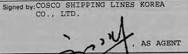 Signed by: COSCO SHIPPING LINES KOREA
CO., LTD.
, AS AGENT